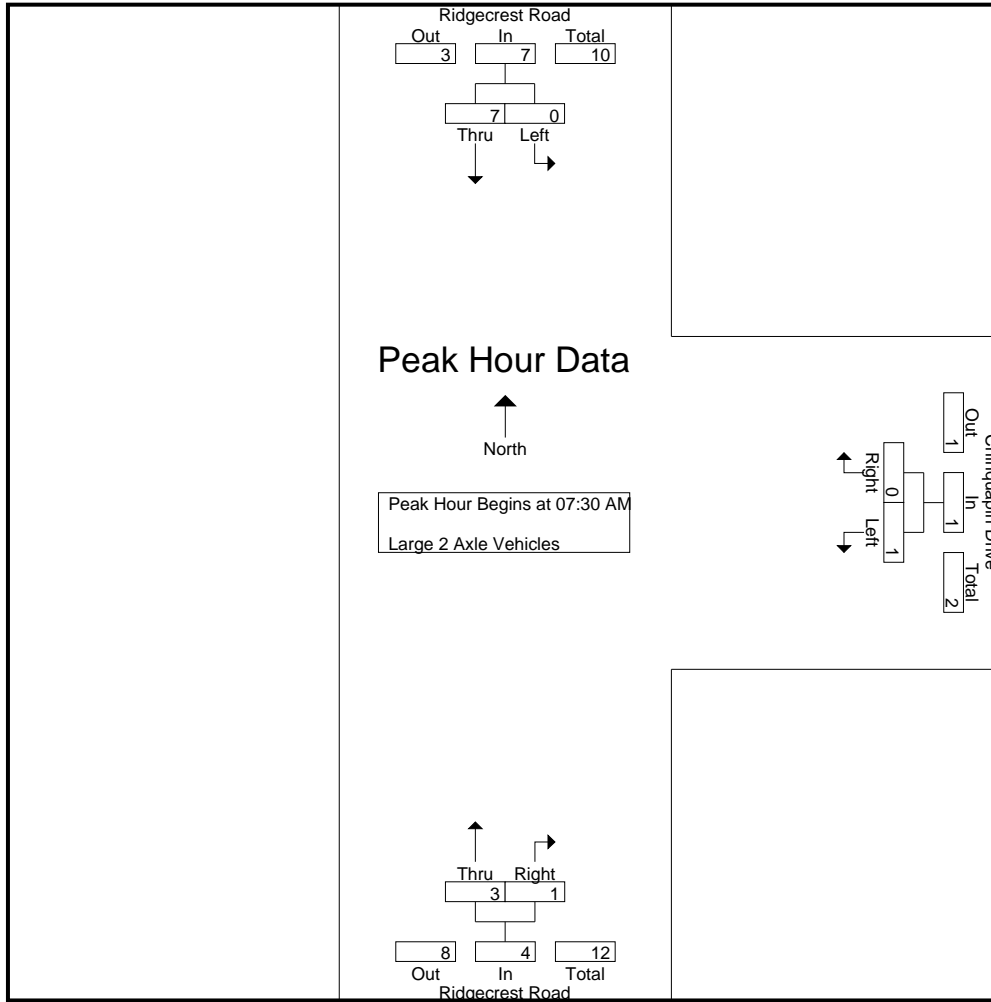 Ridgecrest Road
Out In Total
3 7 10
7 0
Thru Left
Peak Hour Data
North
Peak Hour Begins at 07:30 AM
Large 2 Axle Vehicles
Chinquapin Drive
Out In Total
1 1 2
Right Left
0 1
Thru Right
3 1
8 4 12
Out In Total
Ridgecrest Road